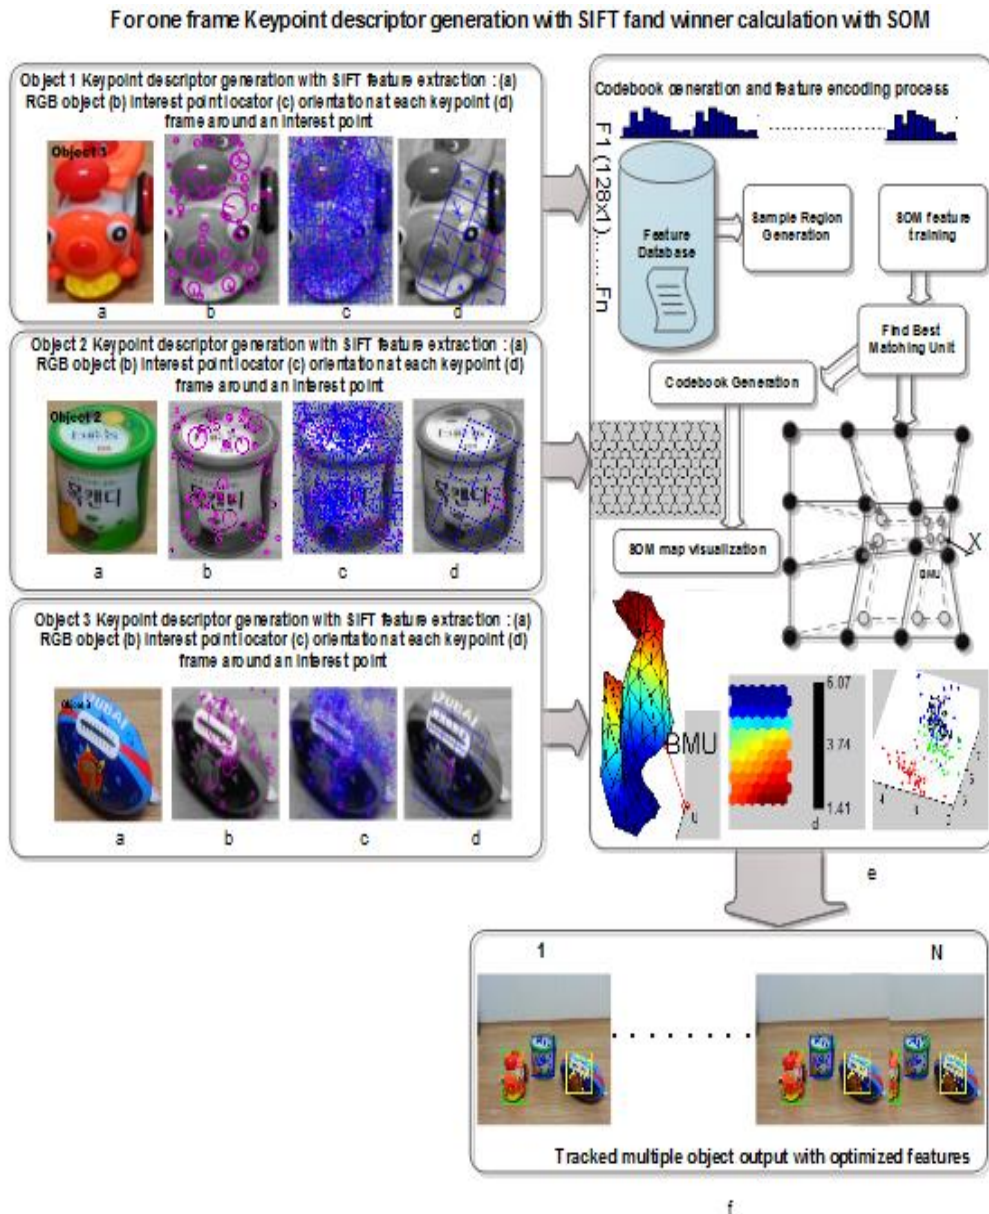 For one frame Keypoint descriptor generation with SIFT fand winner calculation with SOM
Object 1 Keypoint descriptor generation with SIFT feature extraction : (a)
RGB object (b) interest point locator (c) orientation at each keypoint (d)
frame around an interest point
Object 3
a
b
c
d
Object 2 Keypoint descriptor generation with SIFT feature extraction : (a)
RGB object (b) interest point locator (c) orientation at each keypoint (d)
frame around an interest point
Object 2
목캔디
a
b
c
d
Object 3 Keypoint descriptor generation with SIFT feature extraction : (a)
RGB object (b) interest point locator (c) orientation at each keypoint (d)
frame around an interest point
DUBAI
a
b
c
d
Codebook generation and feature encoding process
F1 (128x1).......Fn
Feature
Database
Sample Region
Generation
SOM feature
training
Find Best
Matching Unit
Codebook Generation
SOM map visualization
X
BMU
BMU
U
6.07
3.74
1.41
d
e
1
N
Tracked multiple object output with optimized features
f